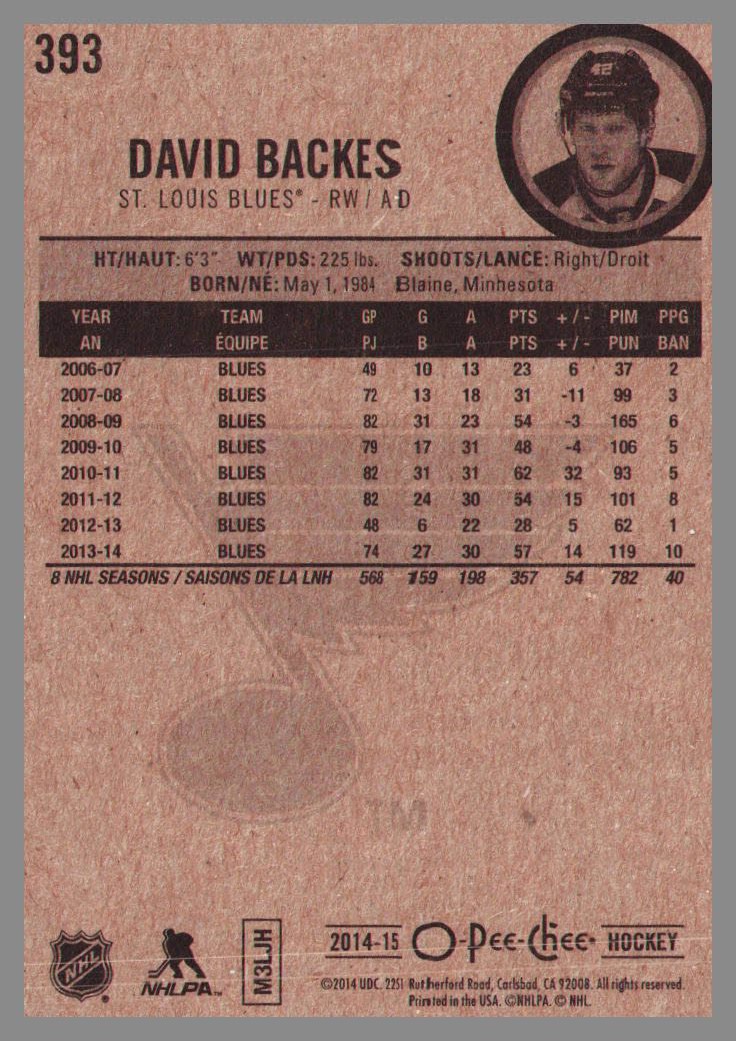 393
42
DAVID BACKES
ST. LOUIS BLUES® - RW / AD
HT/HAUT: 6'3" WT/PDS: 225 lbs. SHOOTS/LANCE: Right/Droit
BORN/NÉ: May 1, 1984 Blaine, Minnesota
YEAR TEAM GP G A PTS +/- PIM PPG
AN ÉQUIPE PJ B A PTS +/- PUN BAN
2006-07 BLUES 49 10 13 23 6 37 2
2007-08 BLUES 72 13 18 31 -11 99 3
2008-09 BLUES 82 31 23 54 -3 165 6
2009-10 BLUES 79 17 31 48 -4 106 5
2010-11 BLUES 82 31 31 62 32 93 5
2011-12 BLUES 82 24 30 54 15 101 8
2012-13 BLUES 48 6 22 28 5 62 1
2013-14 BLUES 74 27 30 57 14 119 10
8 NHL SEASONS / SAISONS DE LA LNH 568 159 198 357 54 782 40
TM
NHL ®
NHLPA™
M3LJH
2014-15 O-Pee-Chee® HOCKEY
©2014 UDC. 2251 Rutherford Road, Carlsbad, CA 92008. All rights reserved.
Printed in the USA. ©NHLPA. © NHL.